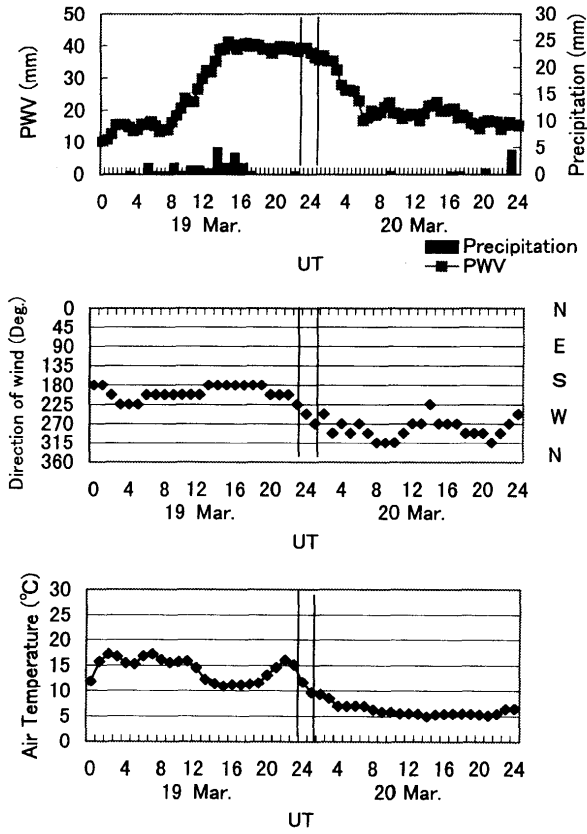 50 30
40 25
30 20
20 15
10 10
0 5
0
PWV (mm)
Precipitation (mm)
0 4 8 12 16 20 24 4 8 12 16 20 24
19 Mar. 20 Mar.
UT
Precipitation
PWV
0 N
45
90 E
135
180 S
225
270 W
315
360 N
Direction of wind (Deg.)
0 4 8 12 16 20 24 4 8 12 16 20 24
19 Mar. 20 Mar.
UT
30
25
20
15
10
5
0
Air Temperature (℃)
0 4 8 12 16 20 24 4 8 12 16 20 24
19 Mar. 20 Mar.
UT